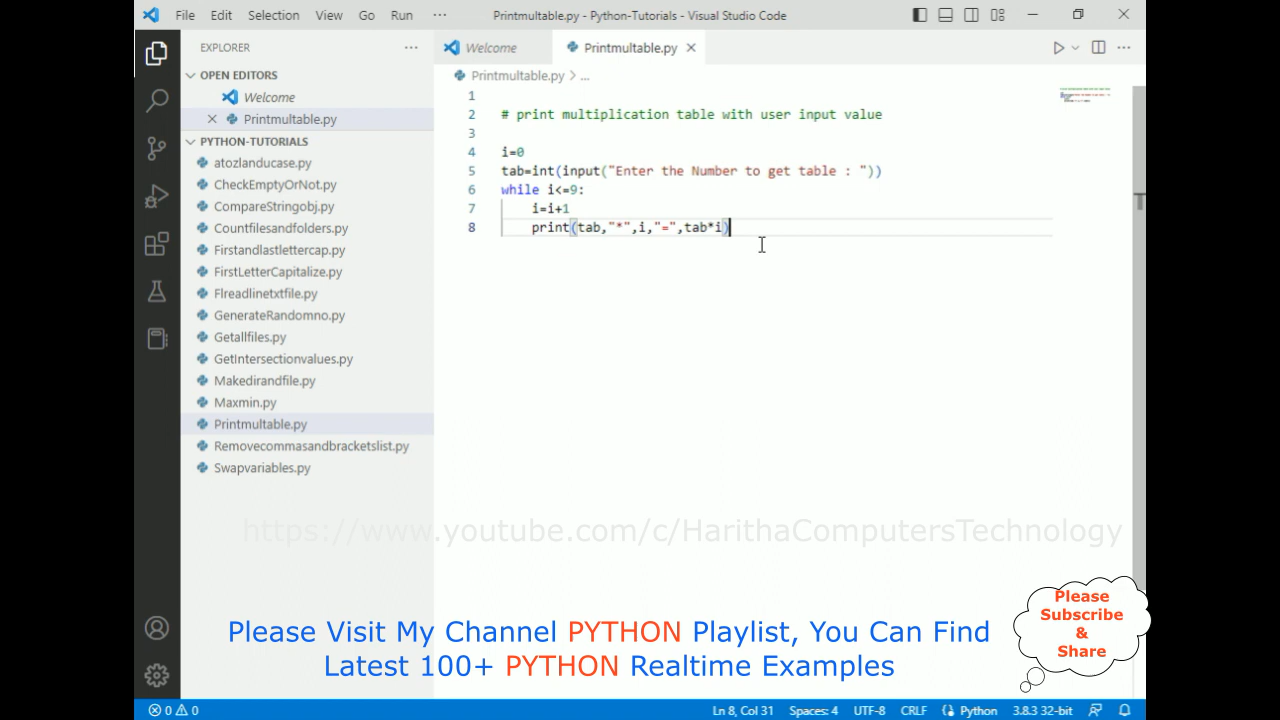 File Edit Selection View Go Run ··· Printmultable.py - Python-Tutorials - Visual Studio Code
EXPLORER ···
Welcome Printmultable.py
OPEN EDITORS
Welcome
Printmultable.py
PYTHON-TUTORIALS
atozlanducase.py
CheckEmptyOrNot.py
CompareStringobj.py
Countfilesandfolders.py
Firstandlastlettercap.py
FirstLetterCapitalize.py
Flreadlinetxtfile.py
GenerateRandomno.py
Getallfiles.py
GetIntersectionvalues.py
Makedirandfile.py
Maxmin.py
Printmultable.py
Removecommasandbracketslist.py
Swapvariables.py
Printmultable.py > ...
1
2 # print multiplication table with user input value
3
4 i=0
5 tab=int(input("Enter the Number to get table : "))
6 while i<=9:
7 i=i+1
8 print(tab,"*",i,"=",tab*i)
https://www.youtube.com/c/HarithaComputersTechnology
Please Visit My Channel PYTHON Playlist, You Can Find
Latest 100+ PYTHON Realtime Examples
Please
Subscribe
&
Share
0 0 Ln 8, Col 31 Spaces: 4 UTF-8 CRLF Python 3.8.3 32-bit